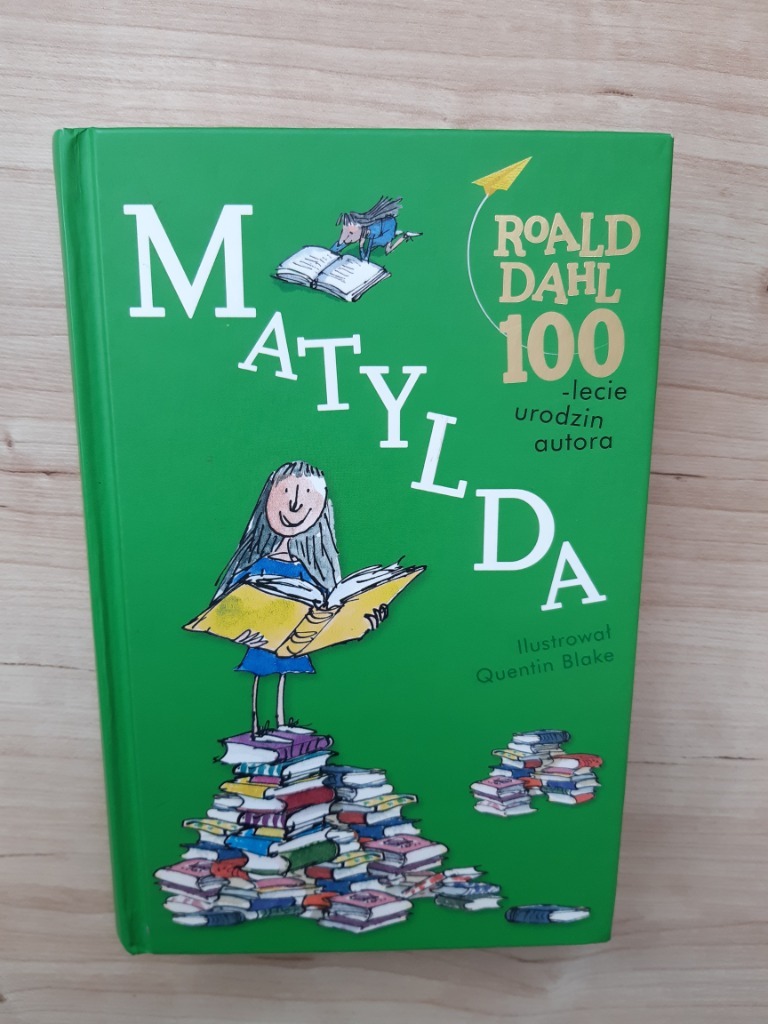 MATYLDA
ROALD
DAHL
100
-lecie
urodzin
autora
Ilustrował
Quentin Blake